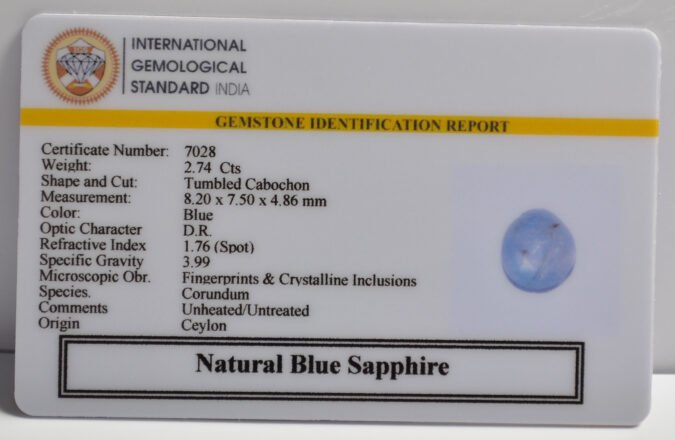 INTERNATIONAL
GEMOLOGICAL
STANDARD INDIA
GEMSTONE IDENTIFICATION REPORT
Certificate Number: 7028
Weight: 2.74 Cts
Shape and Cut: Tumbled Cabochon
Measurement: 8.20 x 7.50 x 4.86 mm
Color: Blue
Optic Character D.R.
Refractive Index 1.76 (Spot)
Specific Gravity 3.99
Microscopic Obr. Fingerprints & Crystalline Inclusions
Species. Corundum
Comments Unheated/Untreated
Origin Ceylon
Natural Blue Sapphire